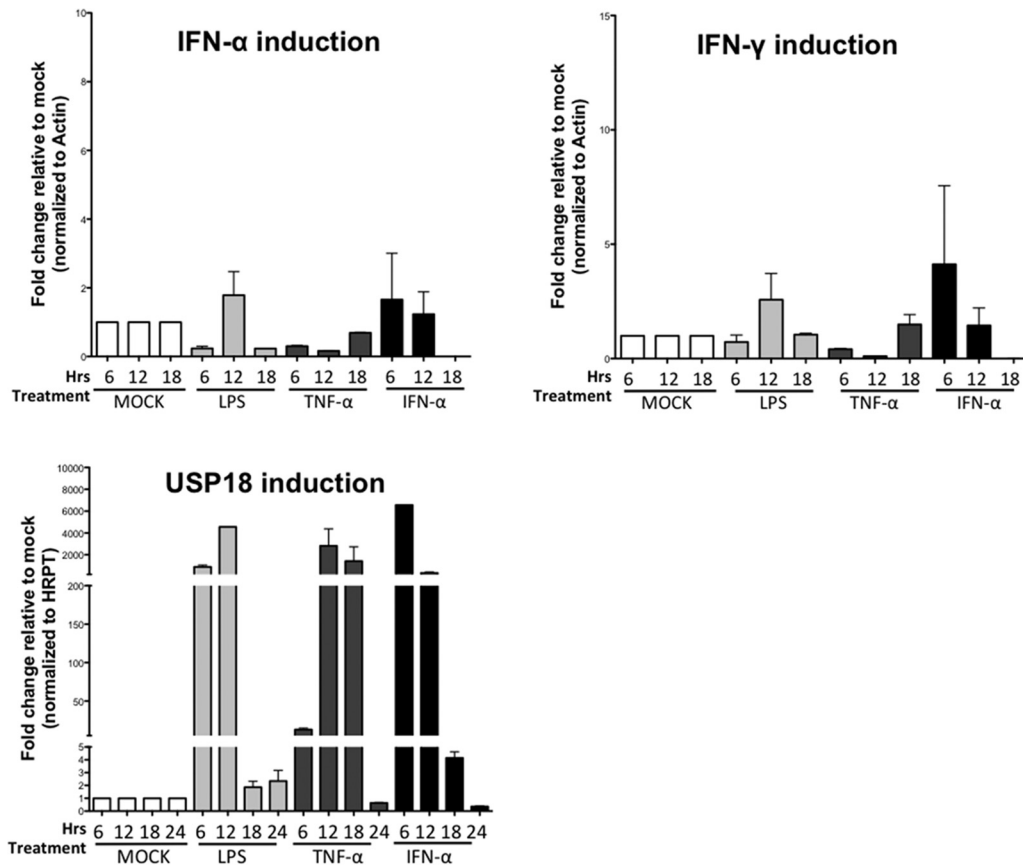 IFN-α induction
Fold change relative to mock
(normalized to Actin)
10
8
6
4
2
0
Hrs 6 12 18 6 12 18 6 12 18 6 12 18
Treatment MOCK LPS TNF-α IFN-α
IFN-γ induction
Fold change relative to mock
(normalized to Actin)
15
10
5
0
Hrs 6 12 18 6 12 18 6 12 18 6 12 18
Treatment MOCK LPS TNF-α IFN-α
USP18 induction
Fold change relative to mock
(normalized to HRPT)
10000
8000
6000
4000
2000
200
150
100
50
5
4
3
2
1
0
Hrs 6 12 18 24 6 12 18 24 6 12 18 24 6 12 18 24
Treatment MOCK LPS TNF-α IFN-α